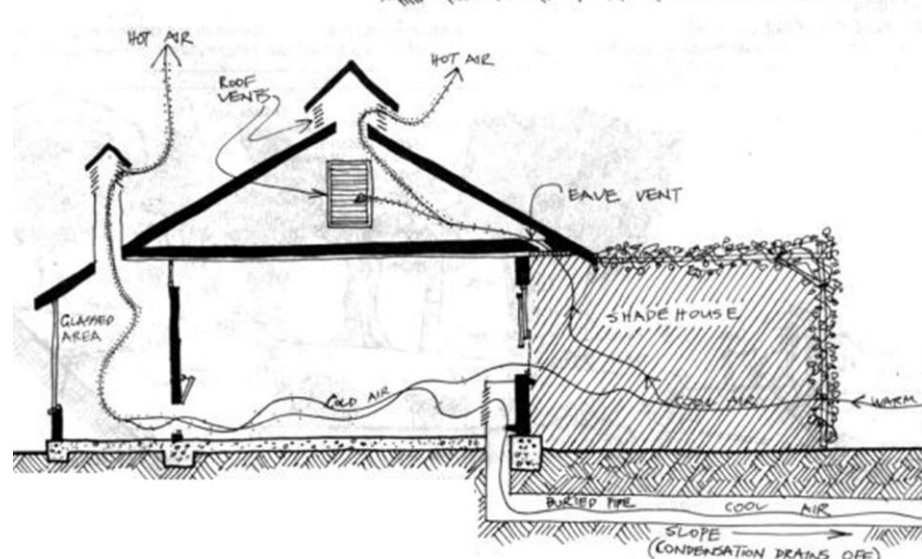 HOT AIR
HOT AIR
ROOF
VENTS
EAVE VENT
GLASSED
AREA
SHADE HOUSE
COLD AIR
COOL AIR
WARM
BURIED PIPE
COOL AIR
SLOPE
(CONDENSATION DRAINS OFF)